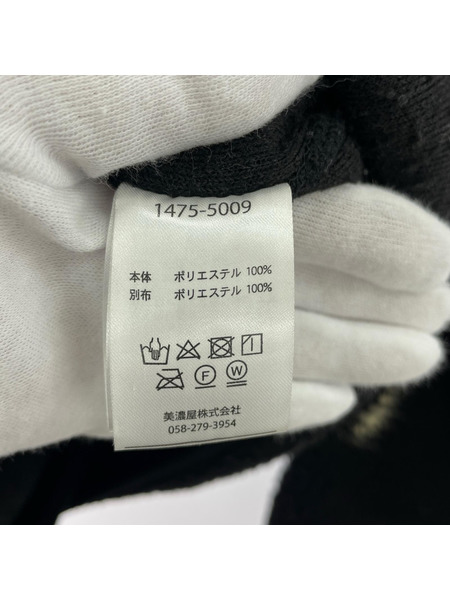 1475-5009
本体 ポリエステル 100%
別布 ポリエステル 100%
F W
美濃屋株式会社
058-279-3954